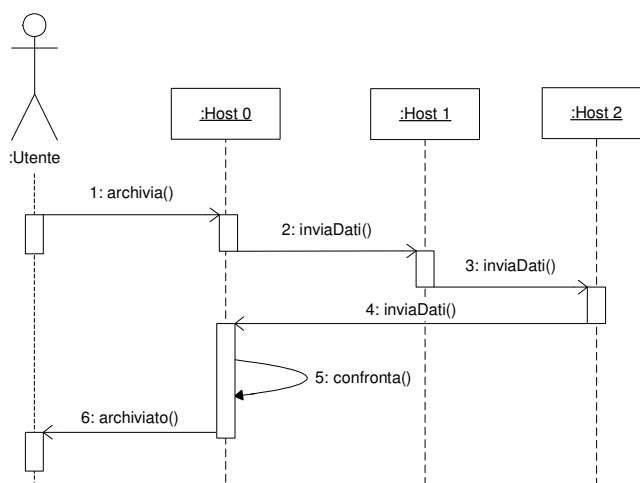 :Host 0
:Host 1
:Host 2
:Utente
1: archivia()
2: inviaDati()
3: inviaDati()
4: inviaDati()
5: confronta()
6: archiviato()